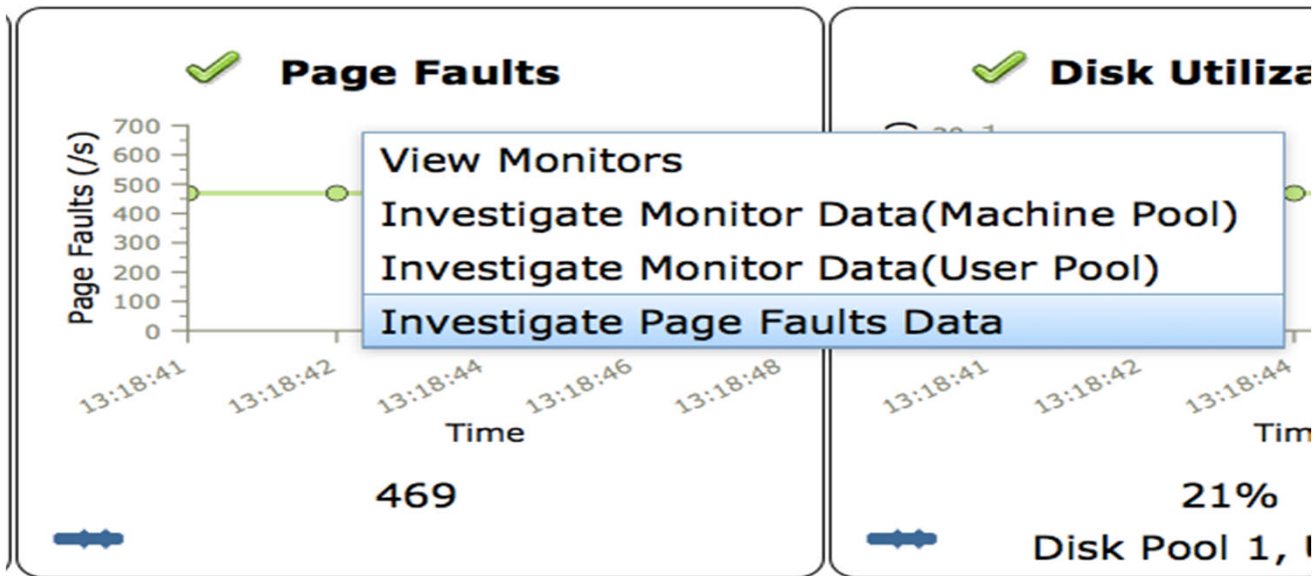 Page Faults
Page Faults (/s)
700
600
500
400
300
200
100
0
13:18:41
13:18:42
13:18:44
13:18:46
13:18:48
Time
469
View Monitors
Investigate Monitor Data(Machine Pool)
Investigate Monitor Data(User Pool)
Investigate Page Faults Data
Disk Utiliza
13:18:41
13:18:42
13:18:44
Tim
21%
Disk Pool 1,